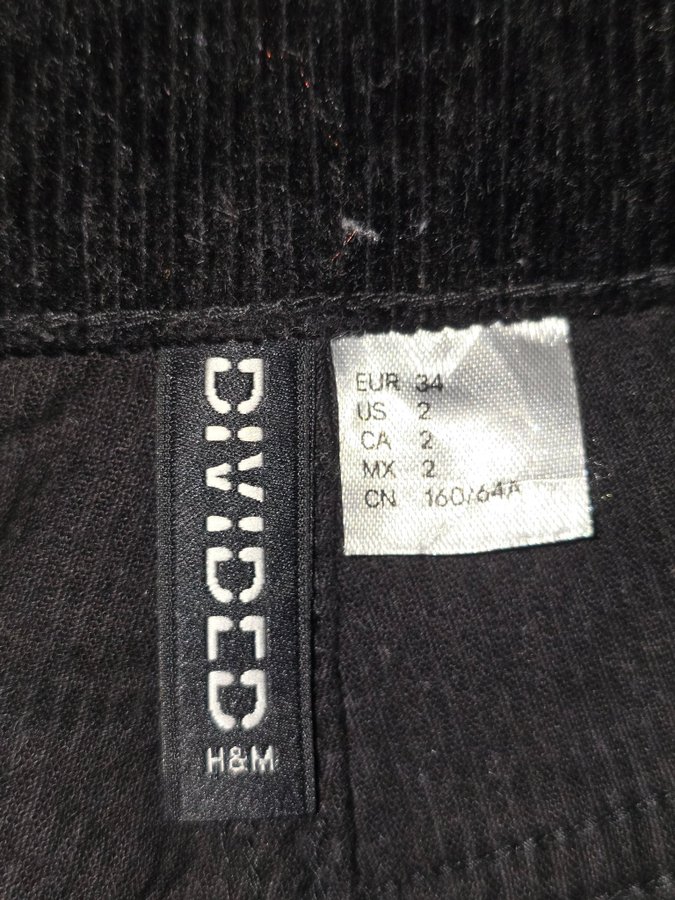 DIVIDED
H&M
EUR 34
US 2
CA 2
MX 2
CN 160/64A